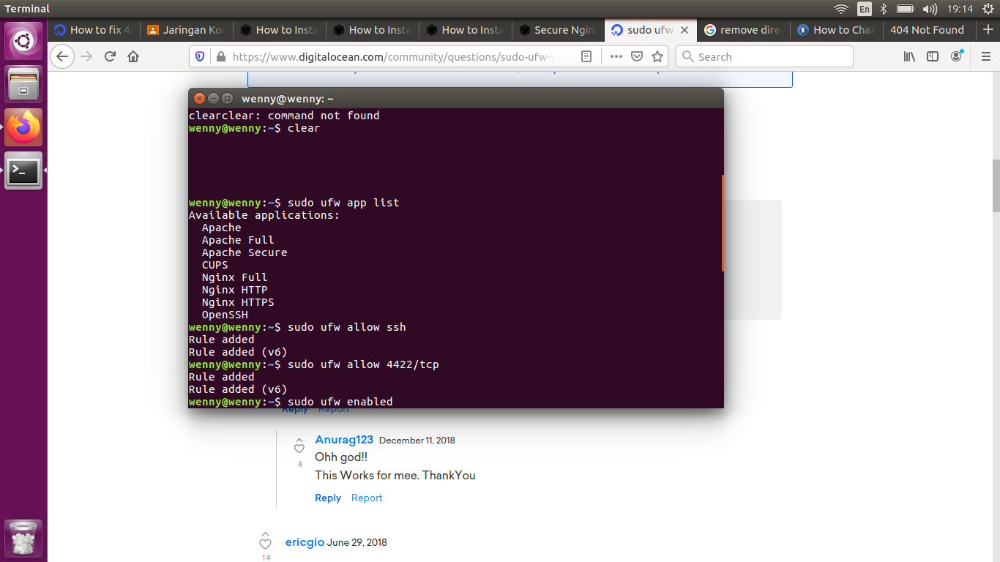 Terminal
En
19:14
How to fix 4
Jaringan Kor
How to Insta
How to Insta
How to Insta
Secure Ngin
sudo ufw
remove dire
How to Char
404 Not Found
https://www.digitalocean.com/community/questions/sudo-ufw-s
Search
wenny@wenny: ~
clearclear: command not found
wenny@wenny:~$ clear
wenny@wenny:~$ sudo ufw app list
Available applications:
Apache
Apache Full
Apache Secure
CUPS
Nginx Full
Nginx HTTP
Nginx HTTPS
OpenSSH
wenny@wenny:~$ sudo ufw allow ssh
Rule added
Rule added (v6)
wenny@wenny:~$ sudo ufw allow 4422/tcp
Rule added
Rule added (v6)
wenny@wenny:~$ sudo ufw enabled
Reply Report
Anurag123 December 11, 2018
4
Ohh god!!
This Works for mee. ThankYou
Reply Report
ericgio June 29, 2018
14